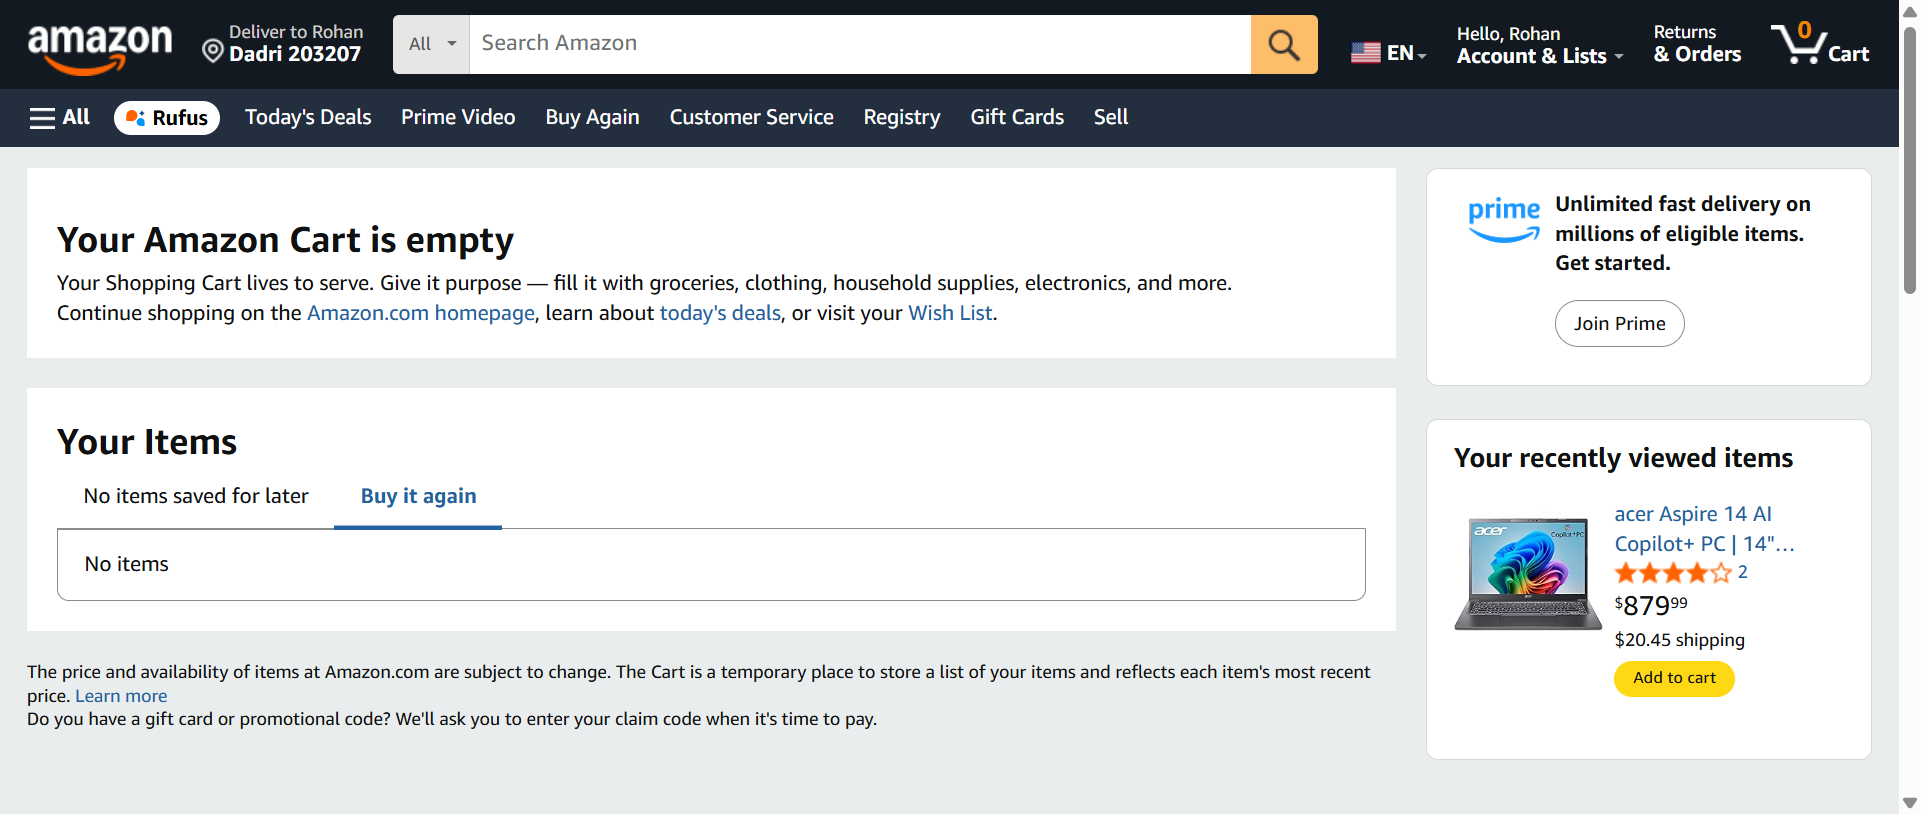 amazon
Deliver to Rohan
Dadri 203207
All
Search Amazon
EN
Hello, Rohan
Account & Lists
Returns
& Orders
0
Cart
All
Rufus
Today's Deals
Prime Video
Buy Again
Customer Service
Registry
Gift Cards
Sell
Your Amazon Cart is empty
Your Shopping Cart lives to serve. Give it purpose — fill it with groceries, clothing, household supplies, electronics, and more.
Continue shopping on the Amazon.com homepage, learn about today's deals, or visit your Wish List.
Your Items
No items saved for later
Buy it again
No items
The price and availability of items at Amazon.com are subject to change. The Cart is a temporary place to store a list of your items and reflects each item's most recent
price. Learn more
Do you have a gift card or promotional code? We'll ask you to enter your claim code when it's time to pay.
prime
Unlimited fast delivery on
millions of eligible items.
Get started.
Join Prime
Your recently viewed items
acer
Copilot+PC
acer Aspire 14 AI
Copilot+ PC | 14"…
2
$87999
$20.45 shipping
Add to cart